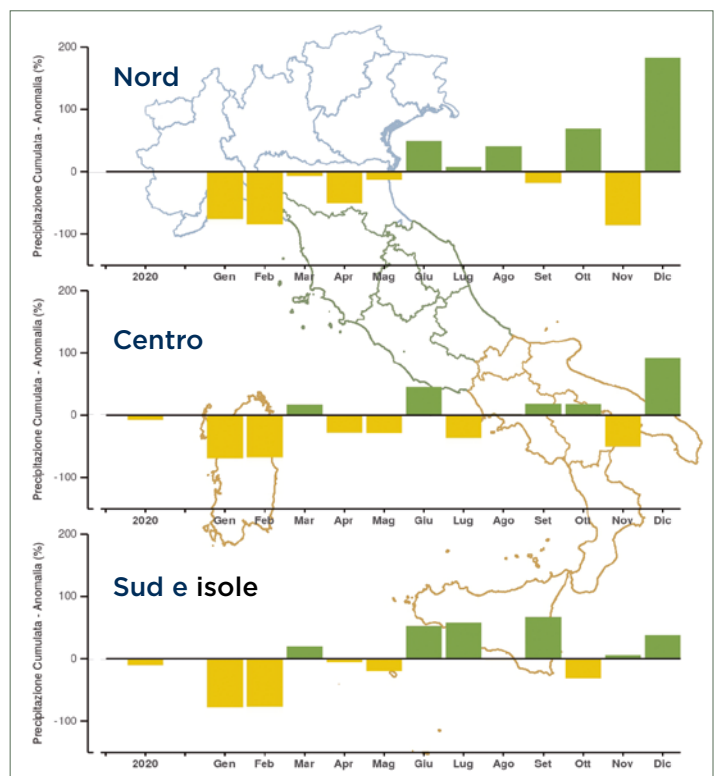 Precipitazione Cumulata - Anomalia (%)
200
100
0
-100
Nord
2020 Gen Feb Mar Apr Mag Giu Lug Ago Set Ott Nov Dic
Precipitazione Cumulata - Anomalia (%)
200
100
0
-100
Centro
2020 Gen Feb Mar Apr Mag Giu Lug Ago Set Ott Nov Dic
Precipitazione Cumulata - Anomalia (%)
200
100
0
-100
Sud e isole
2020 Gen Feb Mar Apr Mag Giu Lug Ago Set Ott Nov Dic